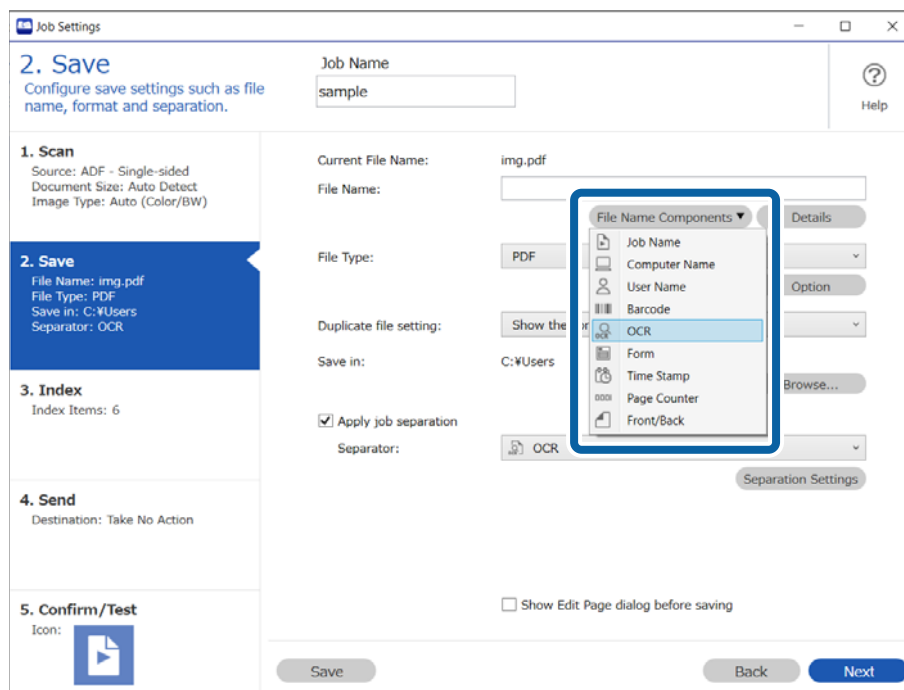 Job Settings
2. Save
Configure save settings such as file
name, format and separation.
Job Name
sample
Help
1. Scan
Source: ADF - Single-sided
Document Size: Auto Detect
Image Type: Auto (Color/BW)
2. Save
File Name: img.pdf
File Type: PDF
Save in: C:¥Users
Separator: OCR
3. Index
Index Items: 6
4. Send
Destination: Take No Action
5. Confirm/Test
Icon:
Current File Name: img.pdf
File Name:
File Name Components Details
Job Name
Computer Name
User Name
Barcode
OCR
Form
Time Stamp
Page Counter
Front/Back
File Type: PDF
Option
Duplicate file setting: Show the
Save in: C:¥Users
Browse...
Apply job separation
Separator: OCR
Separation Settings
Show Edit Page dialog before saving
Save Back Next